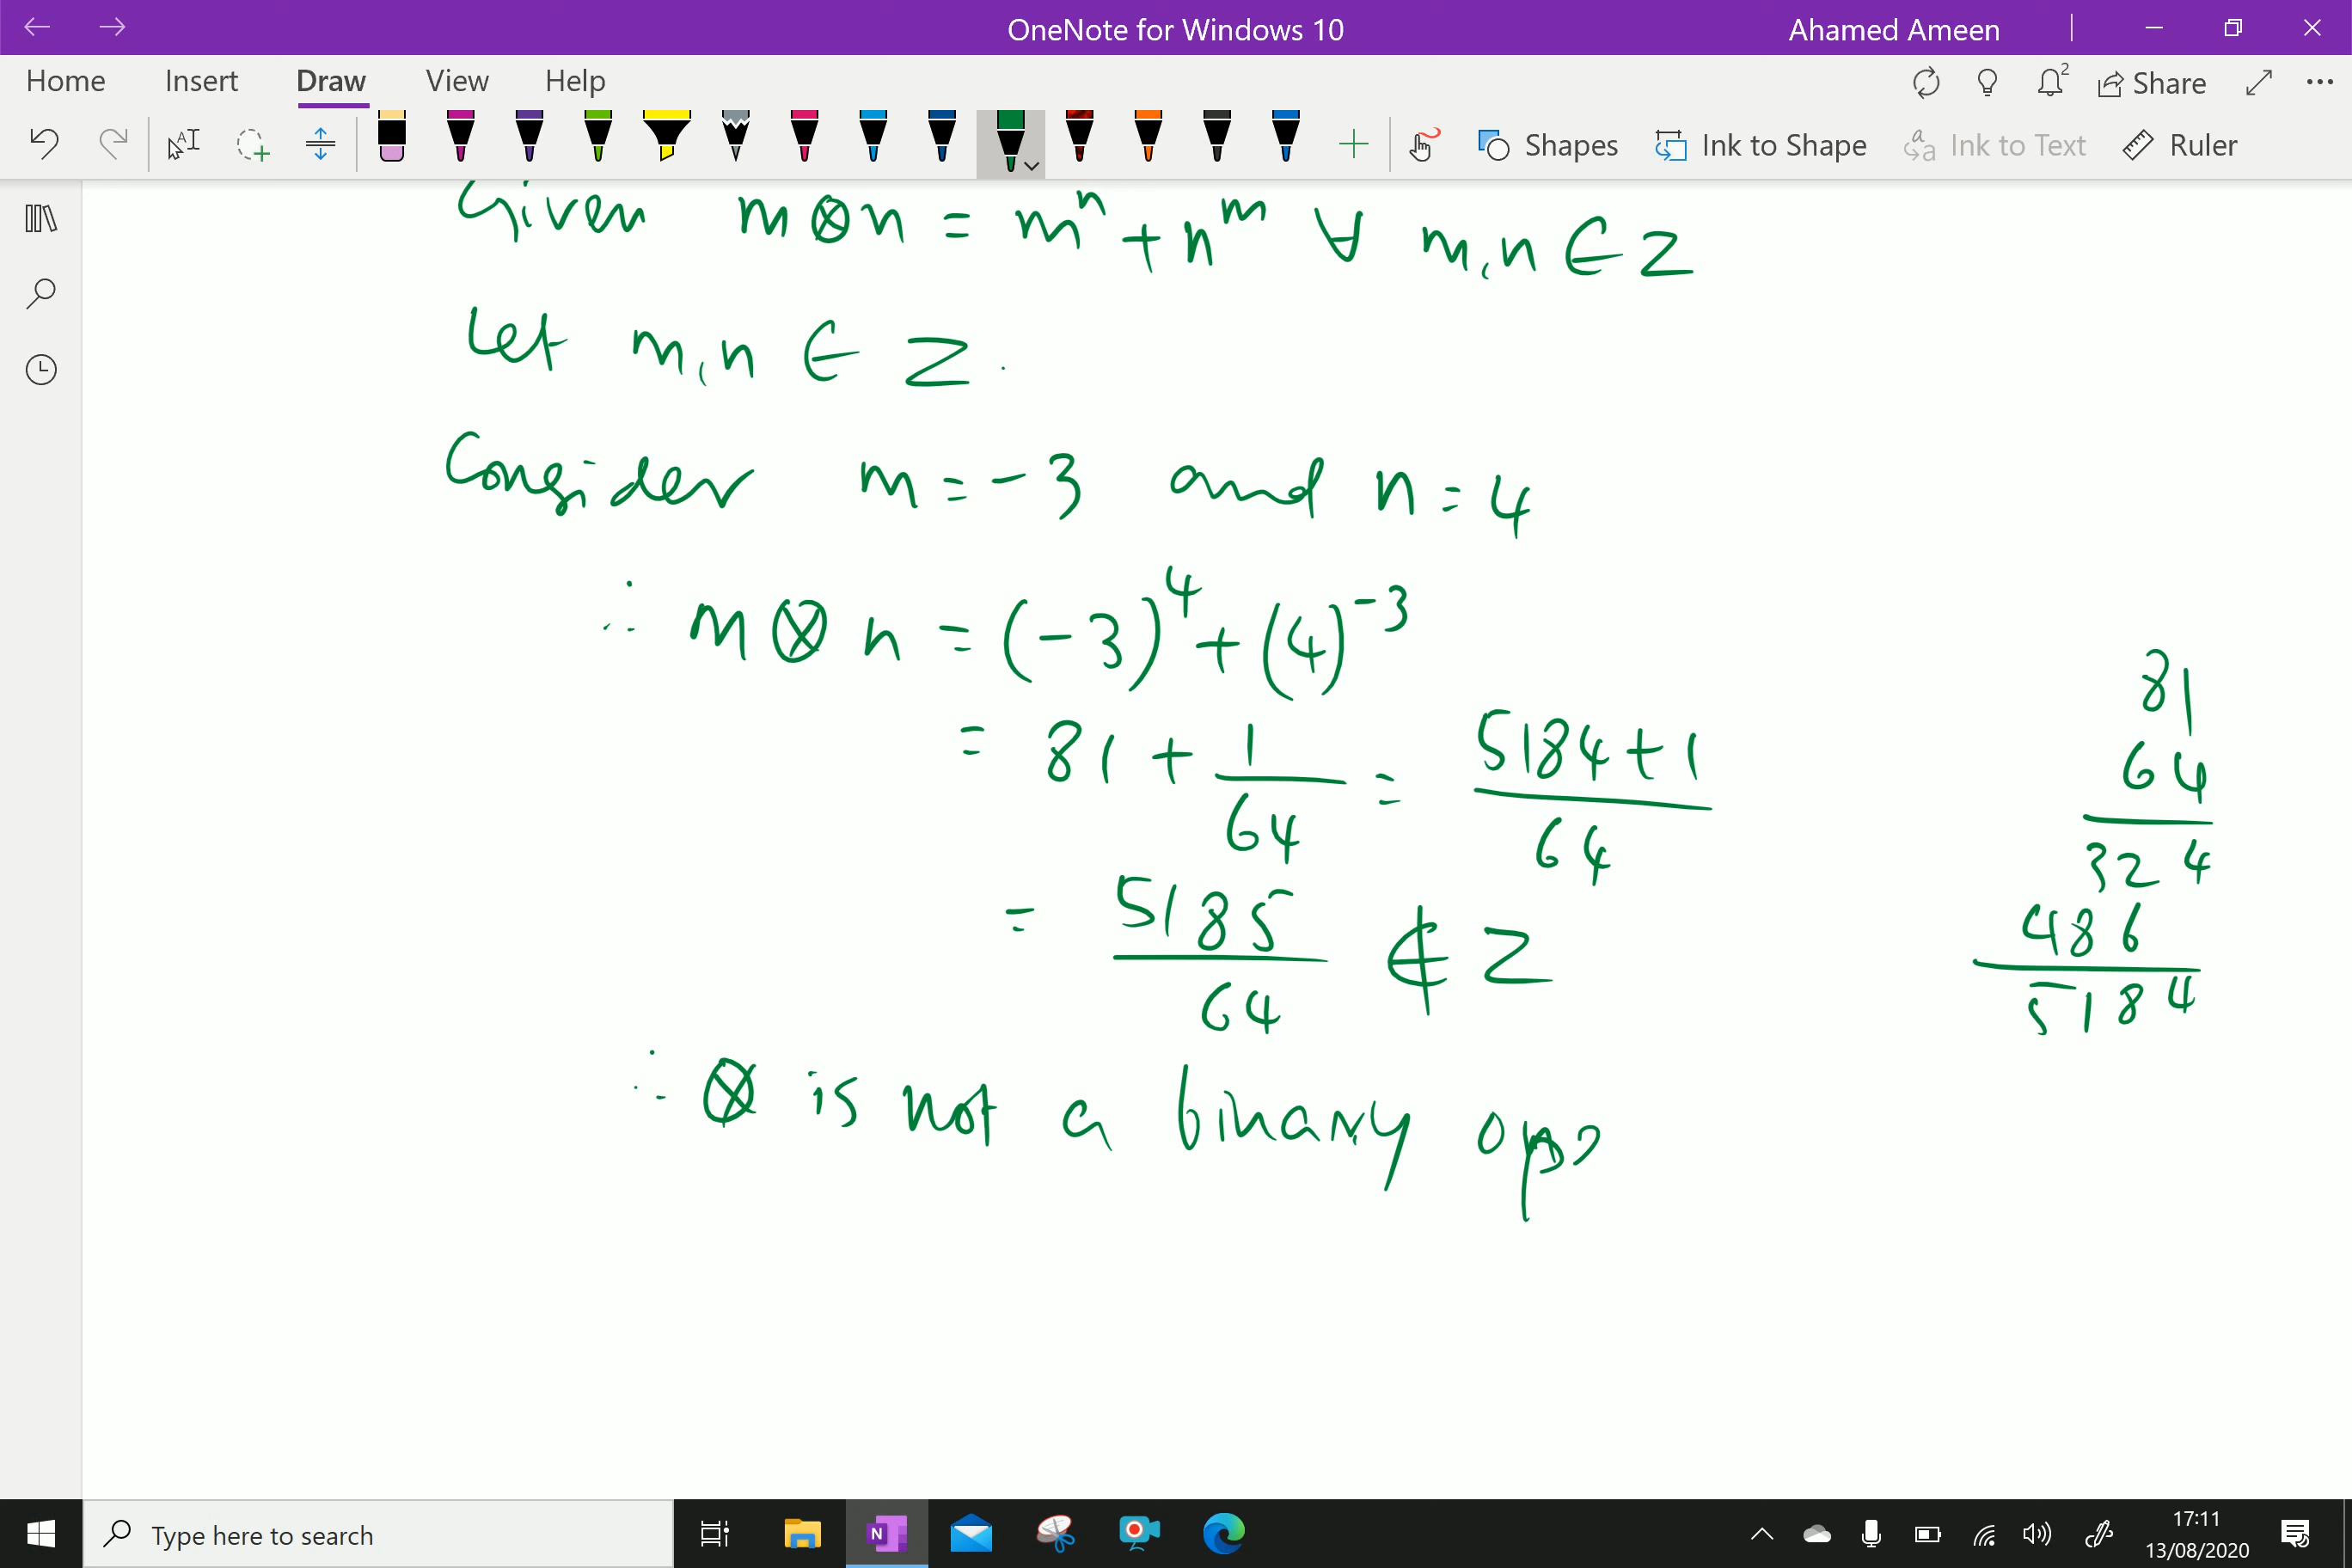 OneNote for Windows 10
Ahamed Ameen
Home Insert Draw View Help
2 Share
AI Shapes Ink to Shape Ink to Text Ruler
Given m ⊗ n = mⁿ + nᵐ ∀ m, n ∈ Z
Let m, n ∈ Z.
Consider m = -3 and n = 4
∴ m ⊗ n = (-3)⁴ + (4)⁻³
= 81 + 1/64 = 5184+1/64
= 5185/64 ∉ Z
∴ ⊗ is not a binary
81
64
324
486
5184
Type here to search
N
17:11
13/08/2020